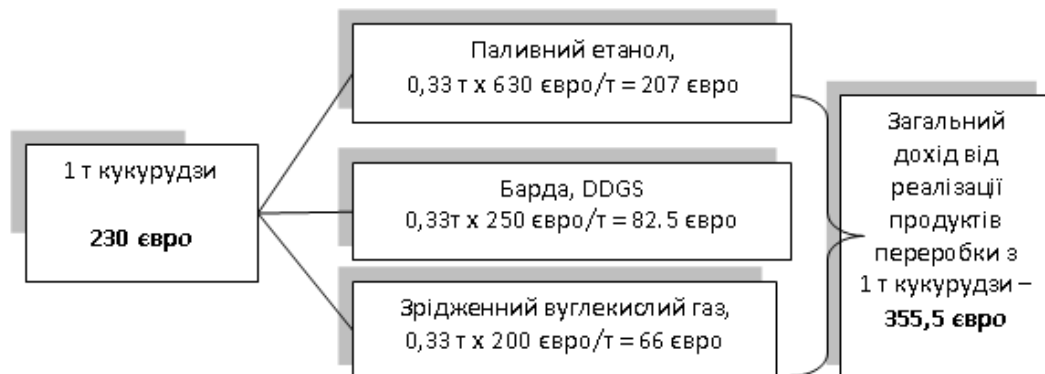 1 т кукурудзи
230 євро
Паливний етанол,
0,33 т х 630 євро/т = 207 євро
Барда, DDGS
0,33т х 250 євро/т = 82.5 євро
Зрідженний вуглекислий газ,
0,33 т х 200 євро/т = 66 євро
Загальний
дохід від
реалізації
продуктів
переробки з
1 т кукурудзи –
355,5 євро